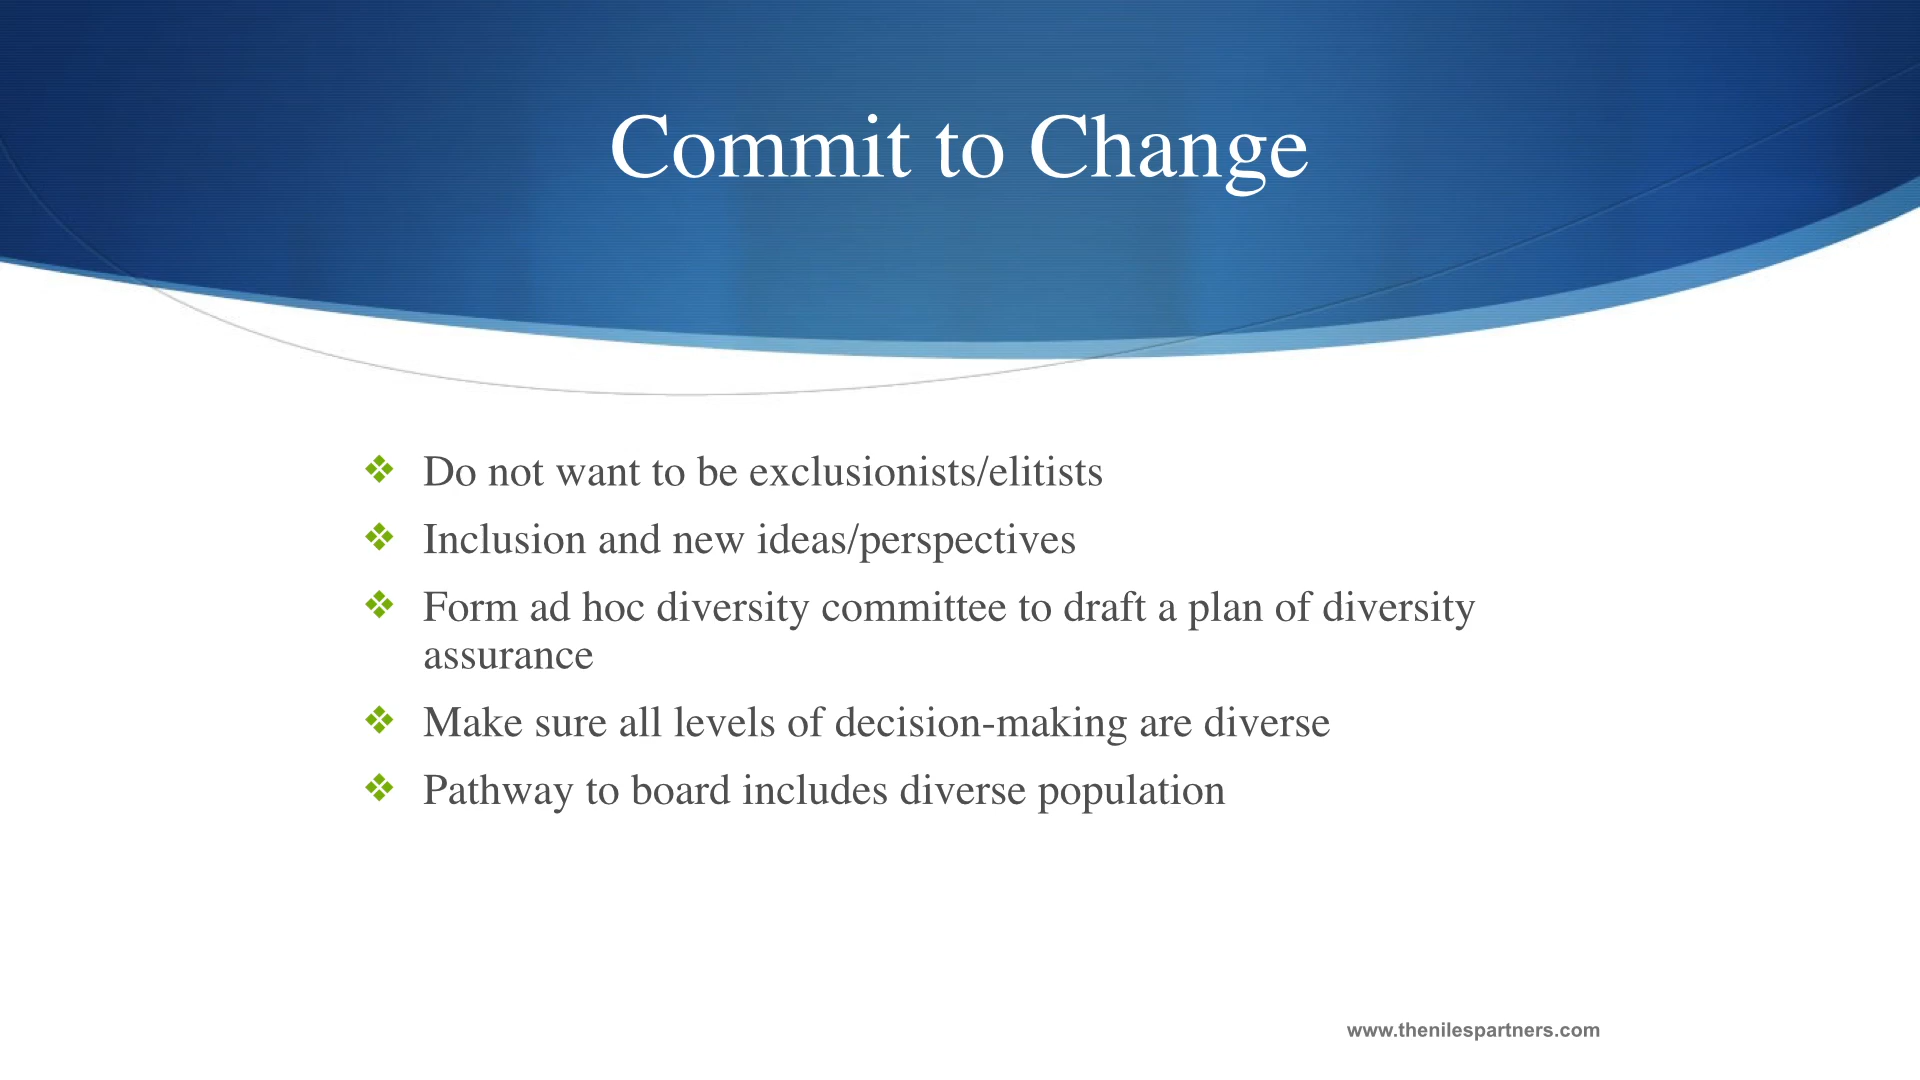 Commit to Change
Do not want to be exclusionists/elitists
Inclusion and new ideas/perspectives
Form ad hoc diversity committee to draft a plan of diversity
assurance
Make sure all levels of decision-making are diverse
Pathway to board includes diverse population
www.thenilespartners.com